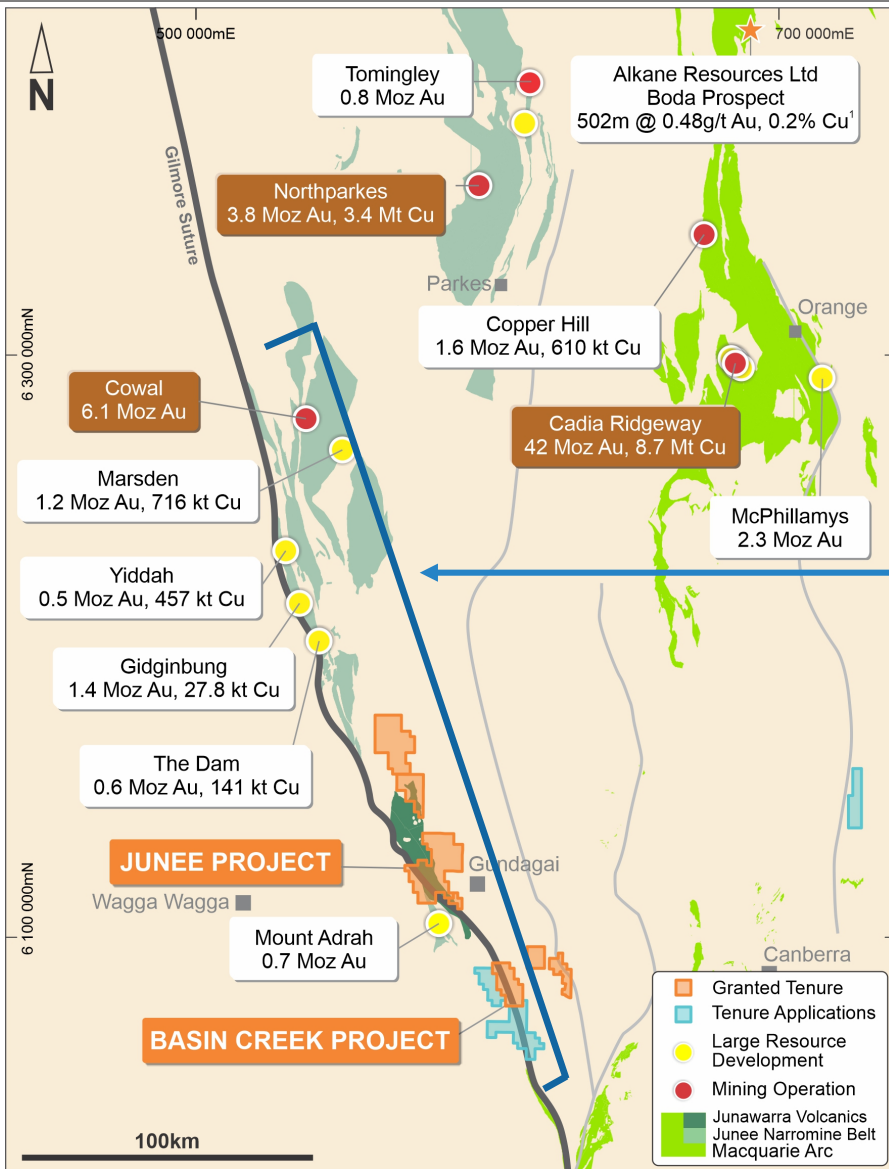 500 000mE
700 000mE
N
Tomingley
0.8 Moz Au
Alkane Resources Ltd
Boda Prospect
502m @ 0.48g/t Au, 0.2% Cu¹
Gilmore Suture
Northparkes
3.8 Moz Au, 3.4 Mt Cu
Parkes
Orange
Copper Hill
1.6 Moz Au, 610 kt Cu
6 300 000mN
Cowal
6.1 Moz Au
Cadia Ridgeway
42 Moz Au, 8.7 Mt Cu
Marsden
1.2 Moz Au, 716 kt Cu
McPhillamys
2.3 Moz Au
Yiddah
0.5 Moz Au, 457 kt Cu
Gidginbung
1.4 Moz Au, 27.8 kt Cu
The Dam
0.6 Moz Au, 141 kt Cu
JUNEE PROJECT
Gundagai
Wagga Wagga
6 100 000mN
Mount Adrah
0.7 Moz Au
Canberra
BASIN CREEK PROJECT
Granted Tenure
Tenure Applications
Large Resource
Development
Mining Operation
Junawarra Volcanics
Junee Narromine Belt
Macquarie Arc
100km